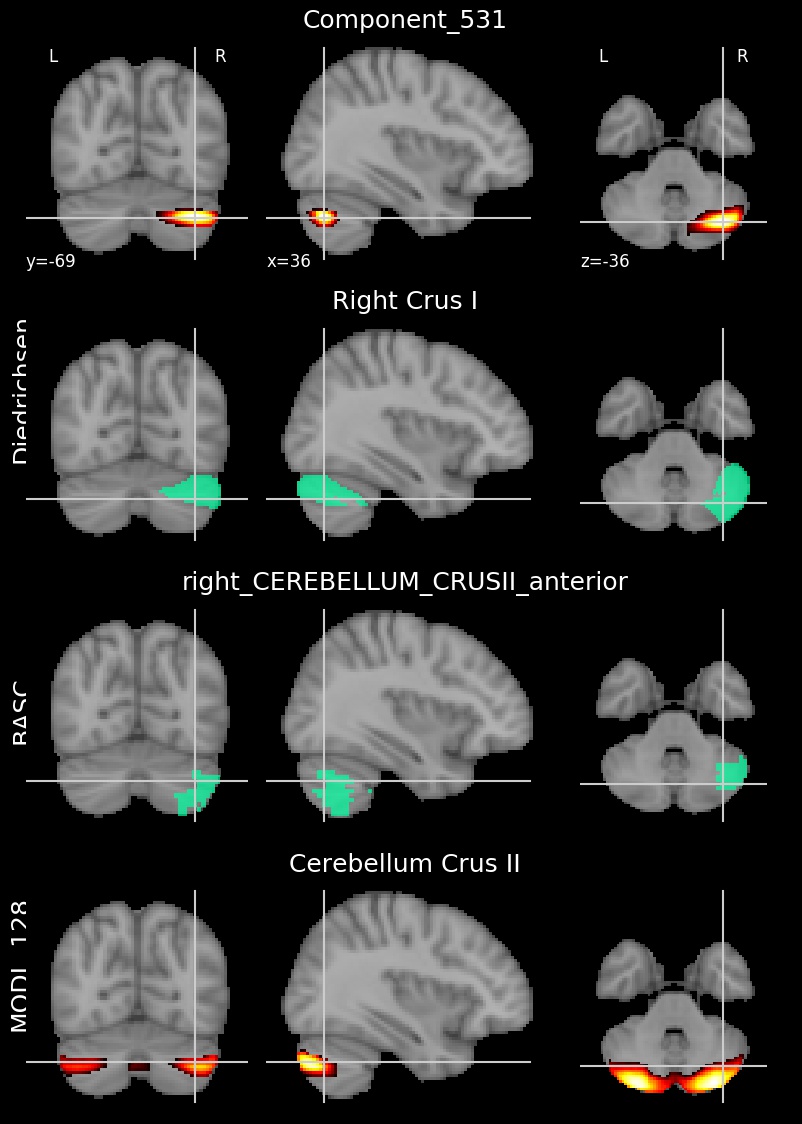 Component_531
L R L R
y=-69 x=36 z=-36
Right Crus I
Diedrichsen
right_CEREBELLUM_CRUSII_anterior
BASC
Cerebellum Crus II
MODL 128